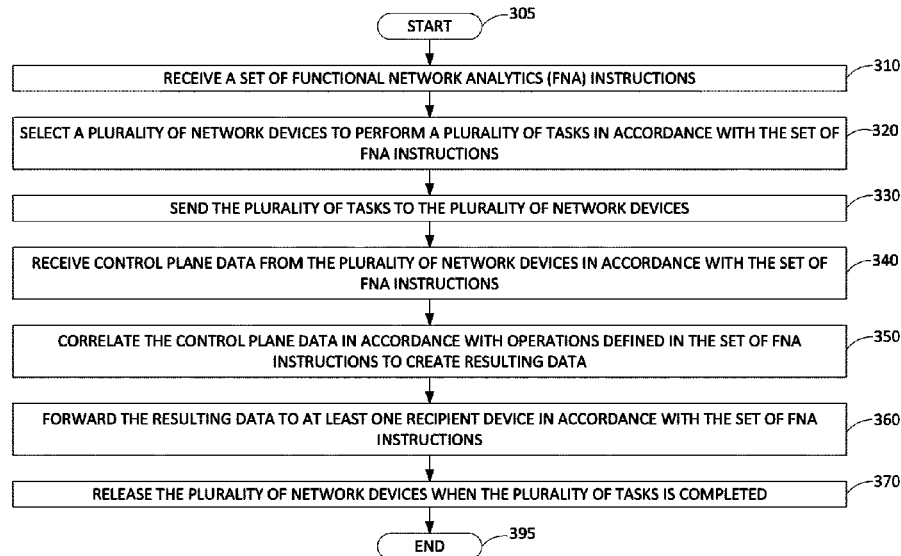 START
305
RECEIVE A SET OF FUNCTIONAL NETWORK ANALYTICS (FNA) INSTRUCTIONS
310
SELECT A PLURALITY OF NETWORK DEVICES TO PERFORM A PLURALITY OF TASKS IN ACCORDANCE WITH THE SET OF
FNA INSTRUCTIONS
320
SEND THE PLURALITY OF TASKS TO THE PLURALITY OF NETWORK DEVICES
330
RECEIVE CONTROL PLANE DATA FROM THE PLURALITY OF NETWORK DEVICES IN ACCORDANCE WITH THE SET OF
FNA INSTRUCTIONS
340
CORRELATE THE CONTROL PLANE DATA IN ACCORDANCE WITH OPERATIONS DEFINED IN THE SET OF FNA
INSTRUCTIONS TO CREATE RESULTING DATA
350
FORWARD THE RESULTING DATA TO AT LEAST ONE RECIPIENT DEVICE IN ACCORDANCE WITH THE SET OF FNA
INSTRUCTIONS
360
RELEASE THE PLURALITY OF NETWORK DEVICES WHEN THE PLURALITY OF TASKS IS COMPLETED
370
END
395